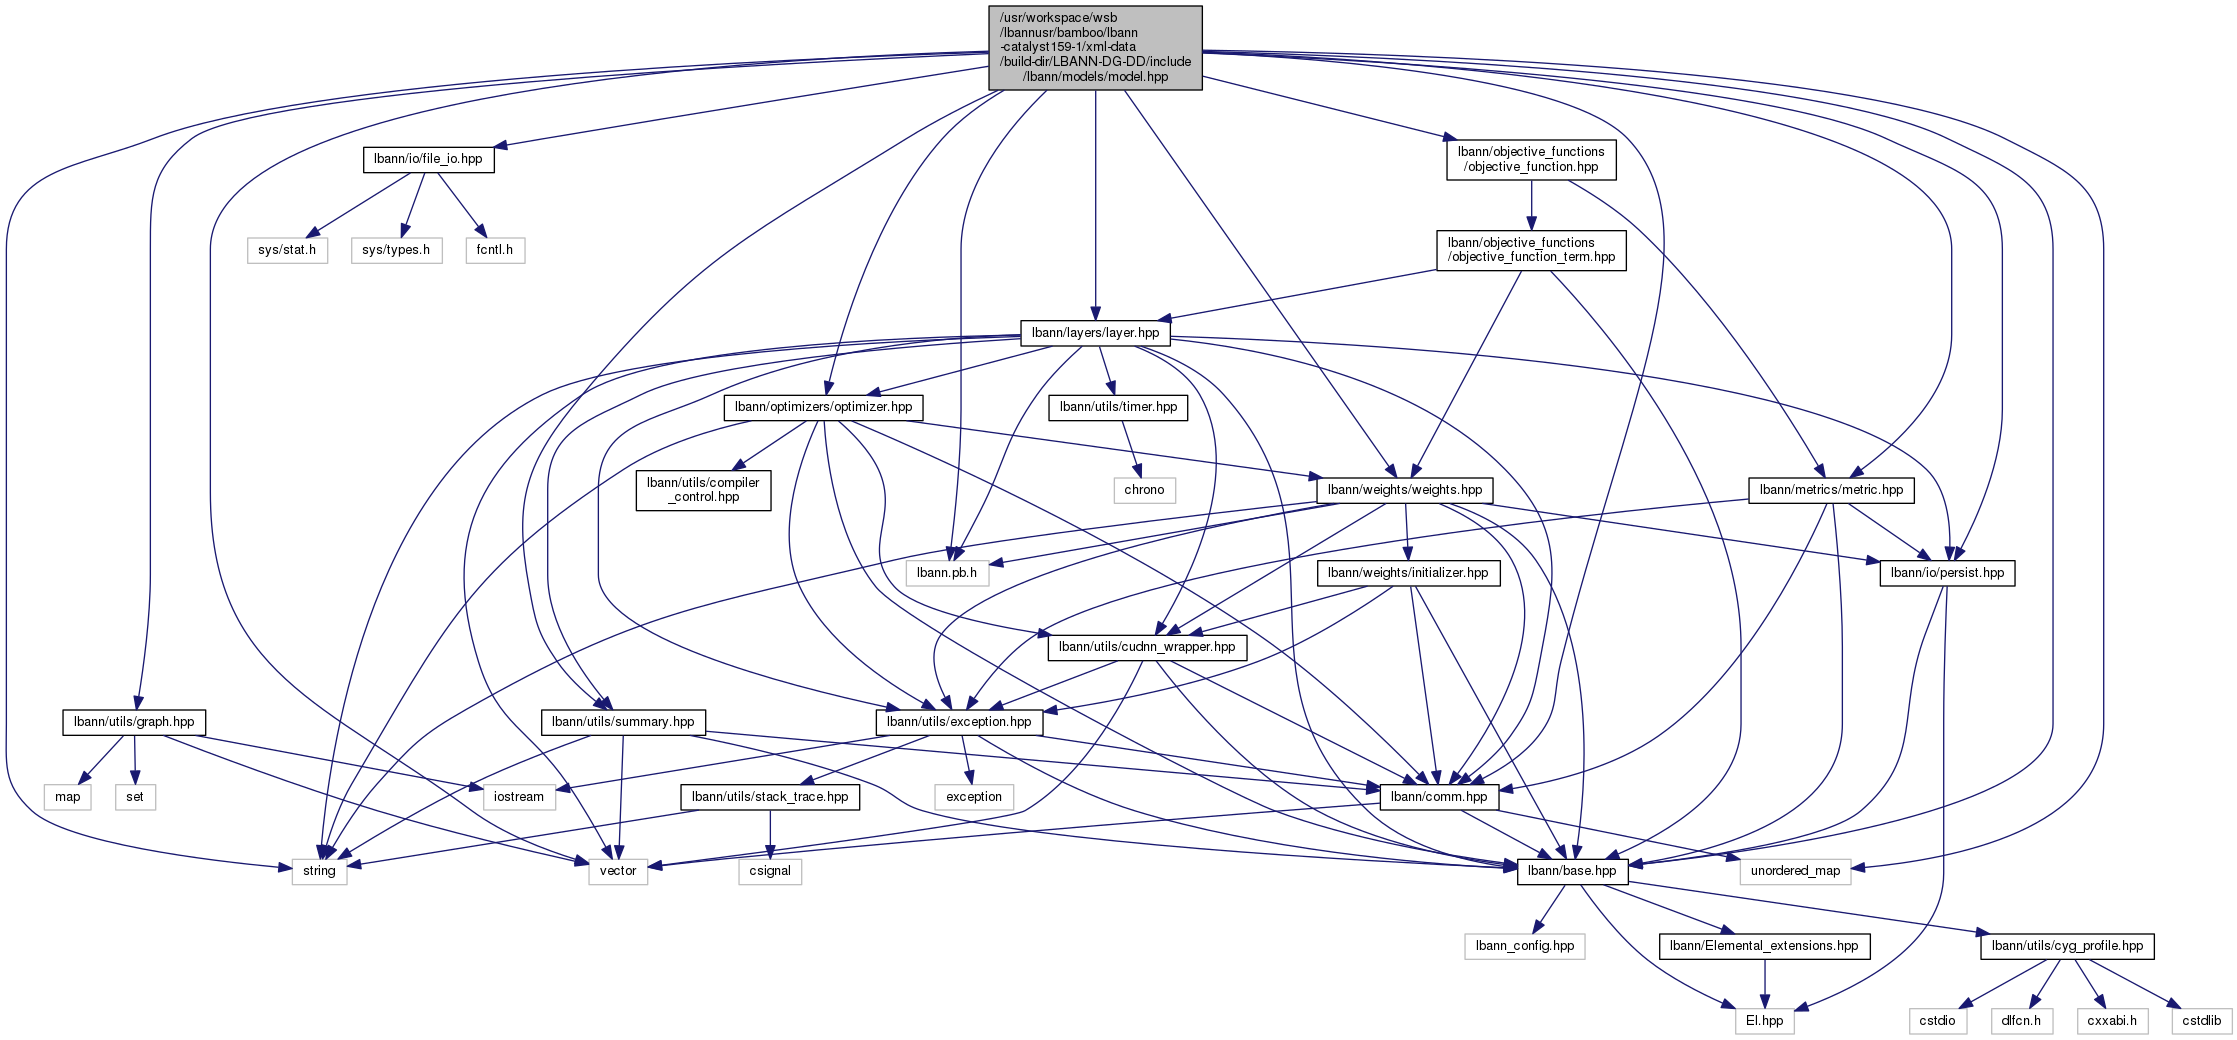 /usr/workspace/wsb
/lbannusr/bamboo/lbann
-catalyst159-1/xml-data
/build-dir/LBANN-DG-DD/include
/lbann/models/model.hpp
lbann/io/file_io.hpp
lbann/objective_functions
/objective_function.hpp
sys/stat.h
sys/types.h
fcntl.h
lbann/objective_functions
/objective_function_term.hpp
lbann/layers/layer.hpp
lbann/optimizers/optimizer.hpp
lbann/utils/timer.hpp
lbann/utils/compiler
_control.hpp
chrono
lbann/weights/weights.hpp
lbann/metrics/metric.hpp
lbann.pb.h
lbann/weights/initializer.hpp
lbann/io/persist.hpp
lbann/utils/cudnn_wrapper.hpp
lbann/utils/graph.hpp
lbann/utils/summary.hpp
lbann/utils/exception.hpp
map
set
iostream
lbann/utils/stack_trace.hpp
exception
lbann/comm.hpp
string
vector
csignal
lbann/base.hpp
unordered_map
lbann_config.hpp
lbann/Elemental_extensions.hpp
lbann/utils/cyg_profile.hpp
El.hpp
cstdio
dlfcn.h
cxxabi.h
cstdlib